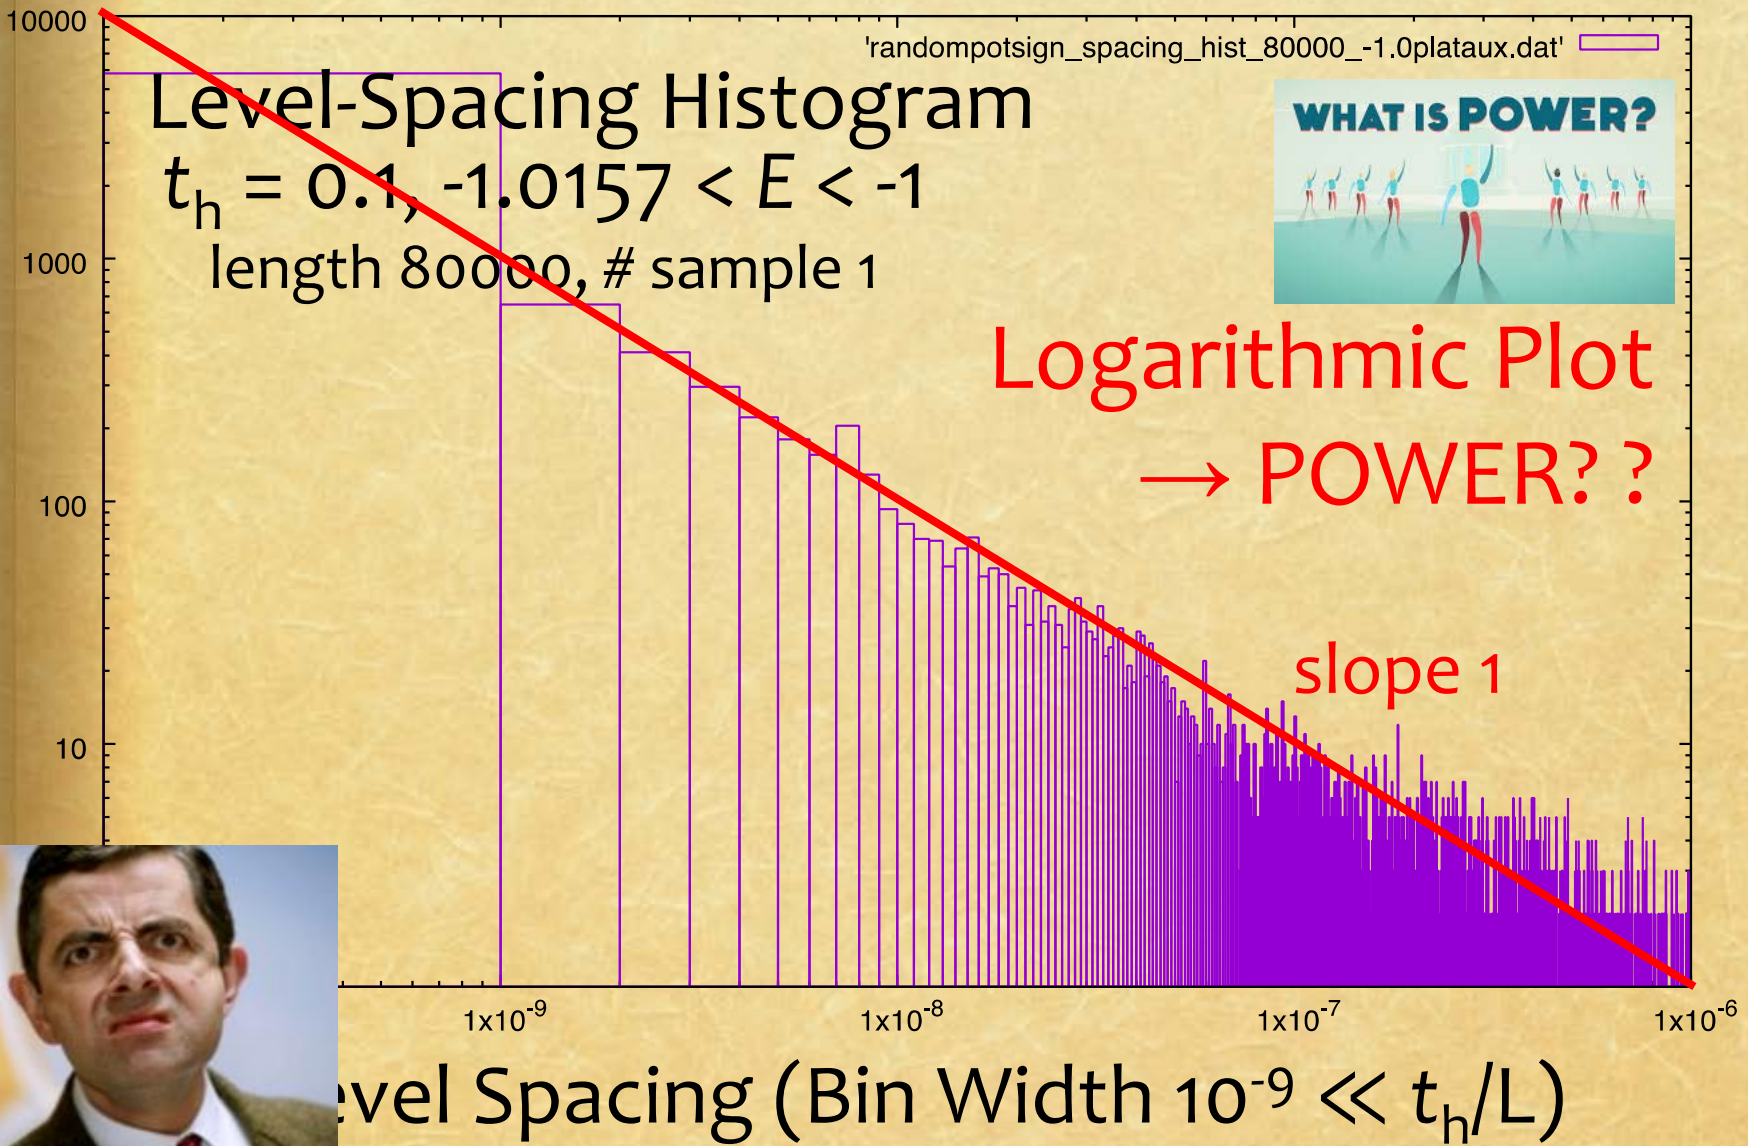 10000
'randompotsign_spacing_hist_80000_-1.0plataux.dat'
Level-Spacing Histogram
WHAT IS POWER?
tₕ = 0.1, -1.0157 < E < -1
1000
length 80000, # sample 1
Logarithmic Plot
→ POWER? ?
100
slope 1
10
1x10⁻⁹
1x10⁻⁸
1x10⁻⁷
1x10⁻⁶
evel Spacing (Bin Width 10⁻⁹ ≪ tₕ/L)